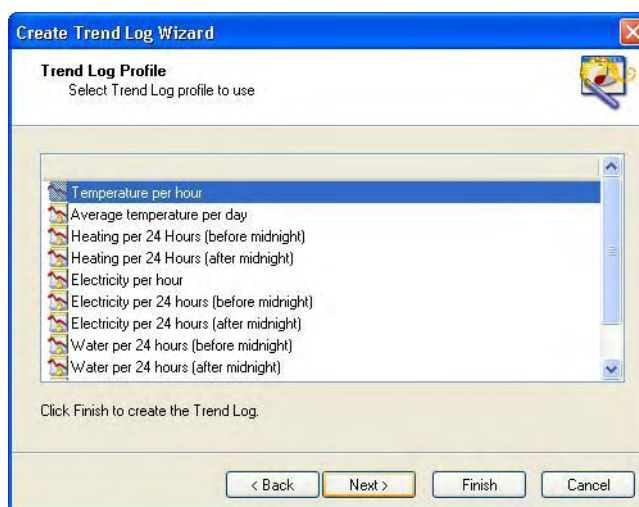 Create Trend Log Wizard
Trend Log Profile
Select Trend Log profile to use
Temperature per hour
Average temperature per day
Heating per 24 Hours (before midnight)
Heating per 24 Hours (after midnight)
Electricity per hour
Electricity per 24 hours (before midnight)
Electricity per 24 hours (after midnight)
Water per 24 hours (before midnight)
Water per 24 hours (after midnight)
Click Finish to create the Trend Log.
< Back
Next >
Finish
Cancel